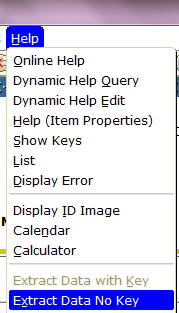 Help
Online Help
Dynamic Help Query
Dynamic Help Edit
Help (Item Properties)
Show Keys
List
Display Error
Display ID Image
Calendar
Calculator
Extract Data with Key
Extract Data No Key